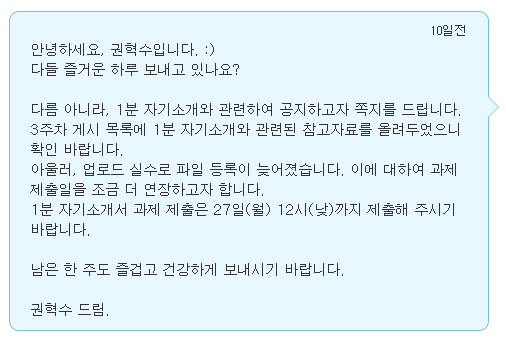 10일전
안녕하세요, 권혁수입니다. :)
다들 즐거운 하루 보내고 있나요?
다름 아니라, 1분 자기소개와 관련하여 공지하고자 쪽지를 드립니다.
3주차 게시 목록에 1분 자기소개와 관련된 참고자료를 올려두었으니
확인 바랍니다.
아울러, 업로드 실수로 파일 등록이 늦어졌습니다. 이에 대하여 과제
제출일을 조금 더 연장하고자 합니다.
1분 자기소개서 과제 제출은 27일(월) 12시(낮)까지 제출해 주시기
바랍니다.
남은 한 주도 즐겁고 건강하게 보내시기 바랍니다.
권혁수 드림.